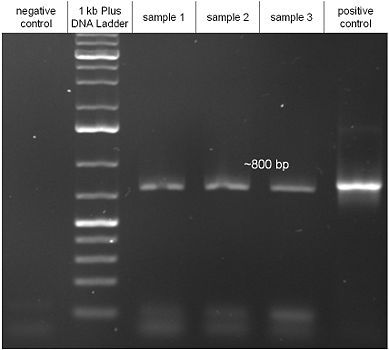 negative
control
1 kb Plus
DNA Ladder
sample 1
sample 2
sample 3
positive
control
~800 bp